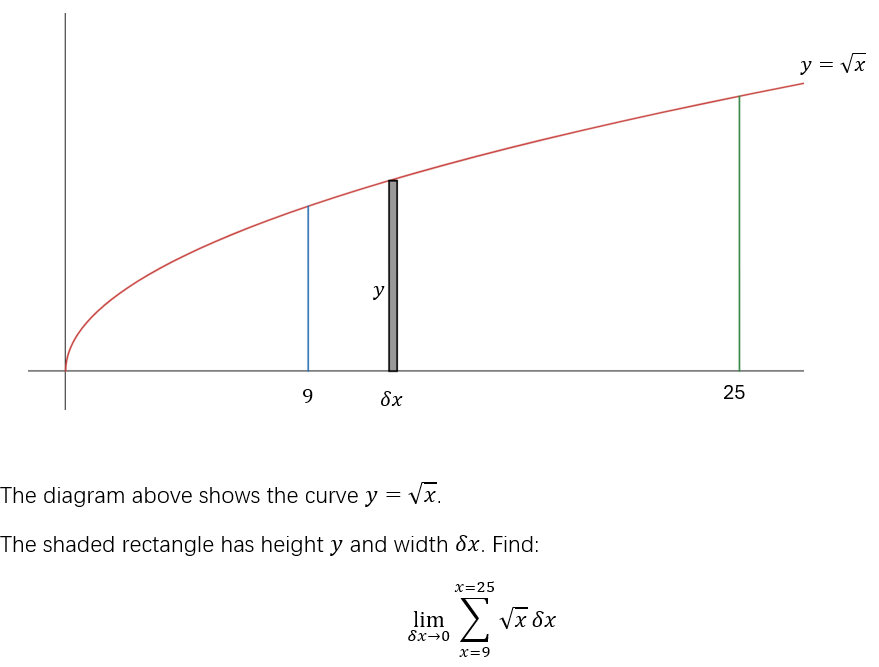 y = √x
y
9
δx
25
The diagram above shows the curve y = √x.
The shaded rectangle has height y and width δx. Find:
x=25
lim ∑ √x δx
δx→0
x=9